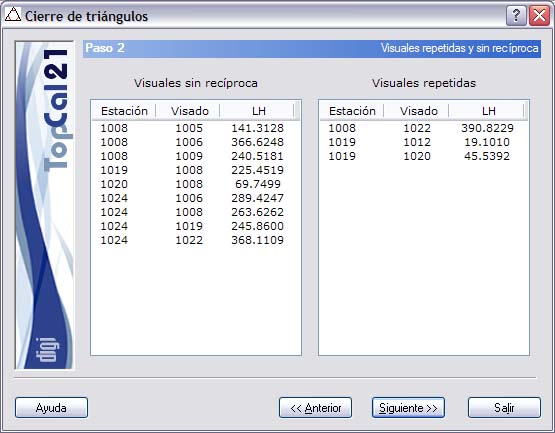 Cierre de triángulos
TopCal 21
digi
Paso 2 Visuales repetidas y sin recíproca
Visuales sin recíproca
Estación Visado LH
1008 1005 141.3128
1008 1006 366.6248
1008 1009 240.5181
1019 1008 225.4519
1020 1008 69.7499
1024 1006 289.4247
1024 1008 263.6262
1024 1019 245.8600
1024 1022 368.1109
Visuales repetidas
Estación Visado LH
1008 1022 390.8229
1019 1012 19.1010
1019 1020 45.5392
Ayuda << Anterior Siguiente >> Salir